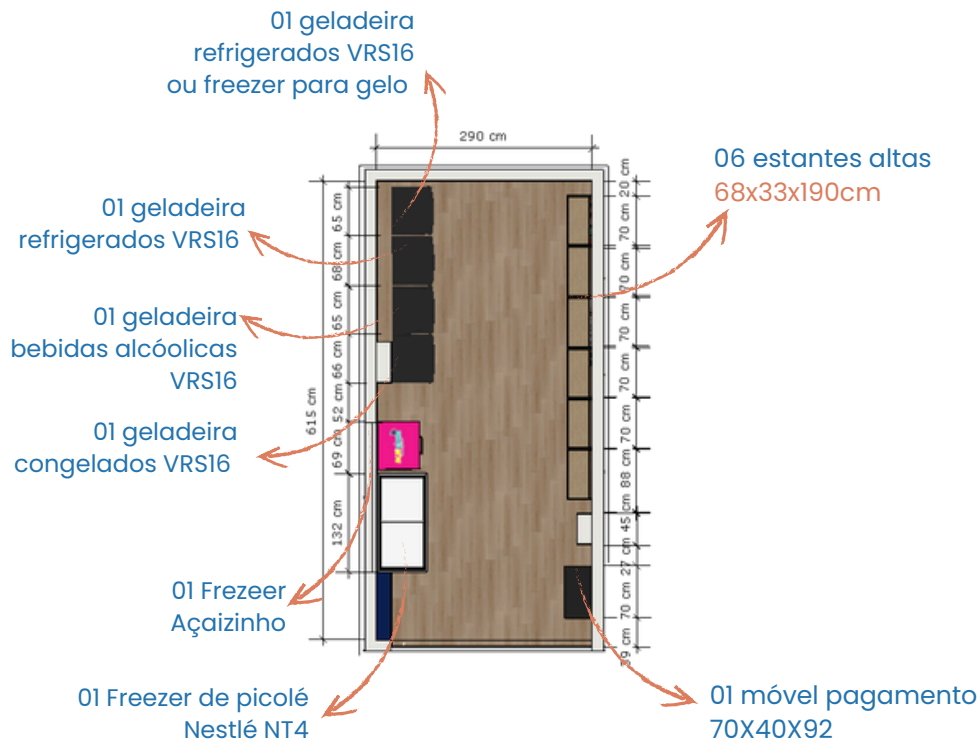 01 geladeira
refrigerados VRS16
ou freezer para gelo
290 cm
06 estantes altas
68x33x190cm
01 geladeira
refrigerados VRS16
01 geladeira
bebidas alcóolicas
VRS16
01 geladeira
congelados VRS16
01 Frezeer
Açaizinho
01 Freezer de picolé
Nestlé NT4
01 móvel pagamento
70X40X92
615 cm
65 cm
68 cm
65 cm
66 cm
52 cm
69 cm
132 cm
20 cm
70 cm
70 cm
70 cm
70 cm
70 cm
88 cm
45 cm
27 cm
70 cm
39 cm